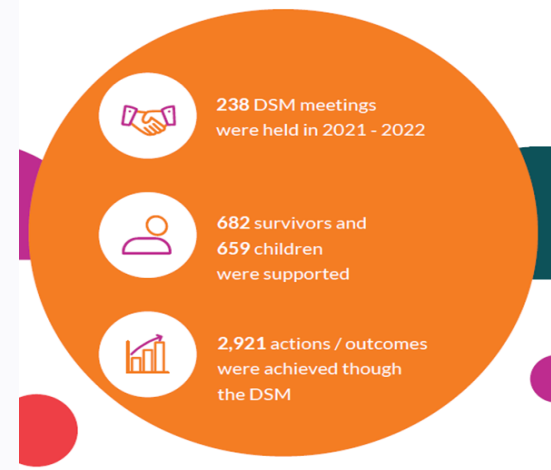 238 DSM meetings
were held in 2021 - 2022
682 survivors and
659 children
were supported
2,921 actions / outcomes
were achieved though
the DSM